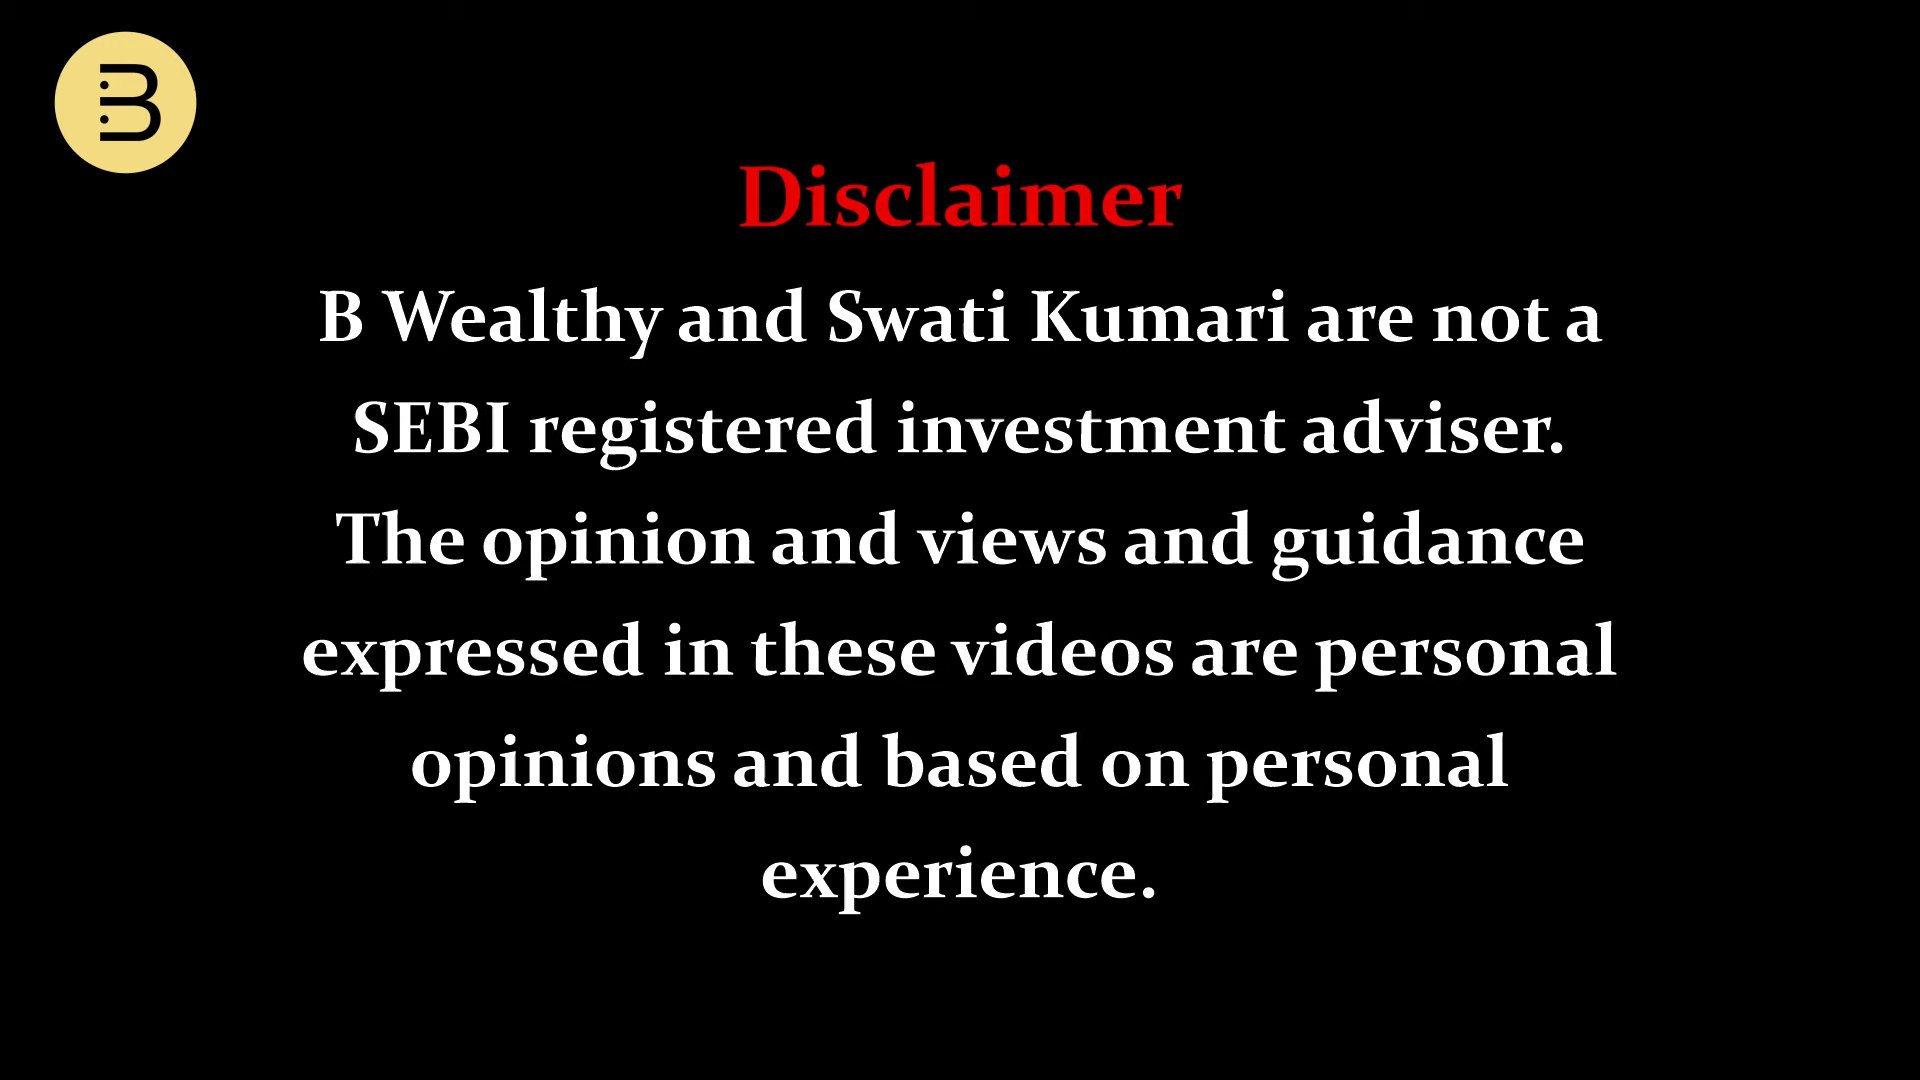 B
Disclaimer
B Wealthy and Swati Kumari are not a
SEBI registered investment adviser.
The opinion and views and guidance
expressed in these videos are personal
opinions and based on personal
experience.